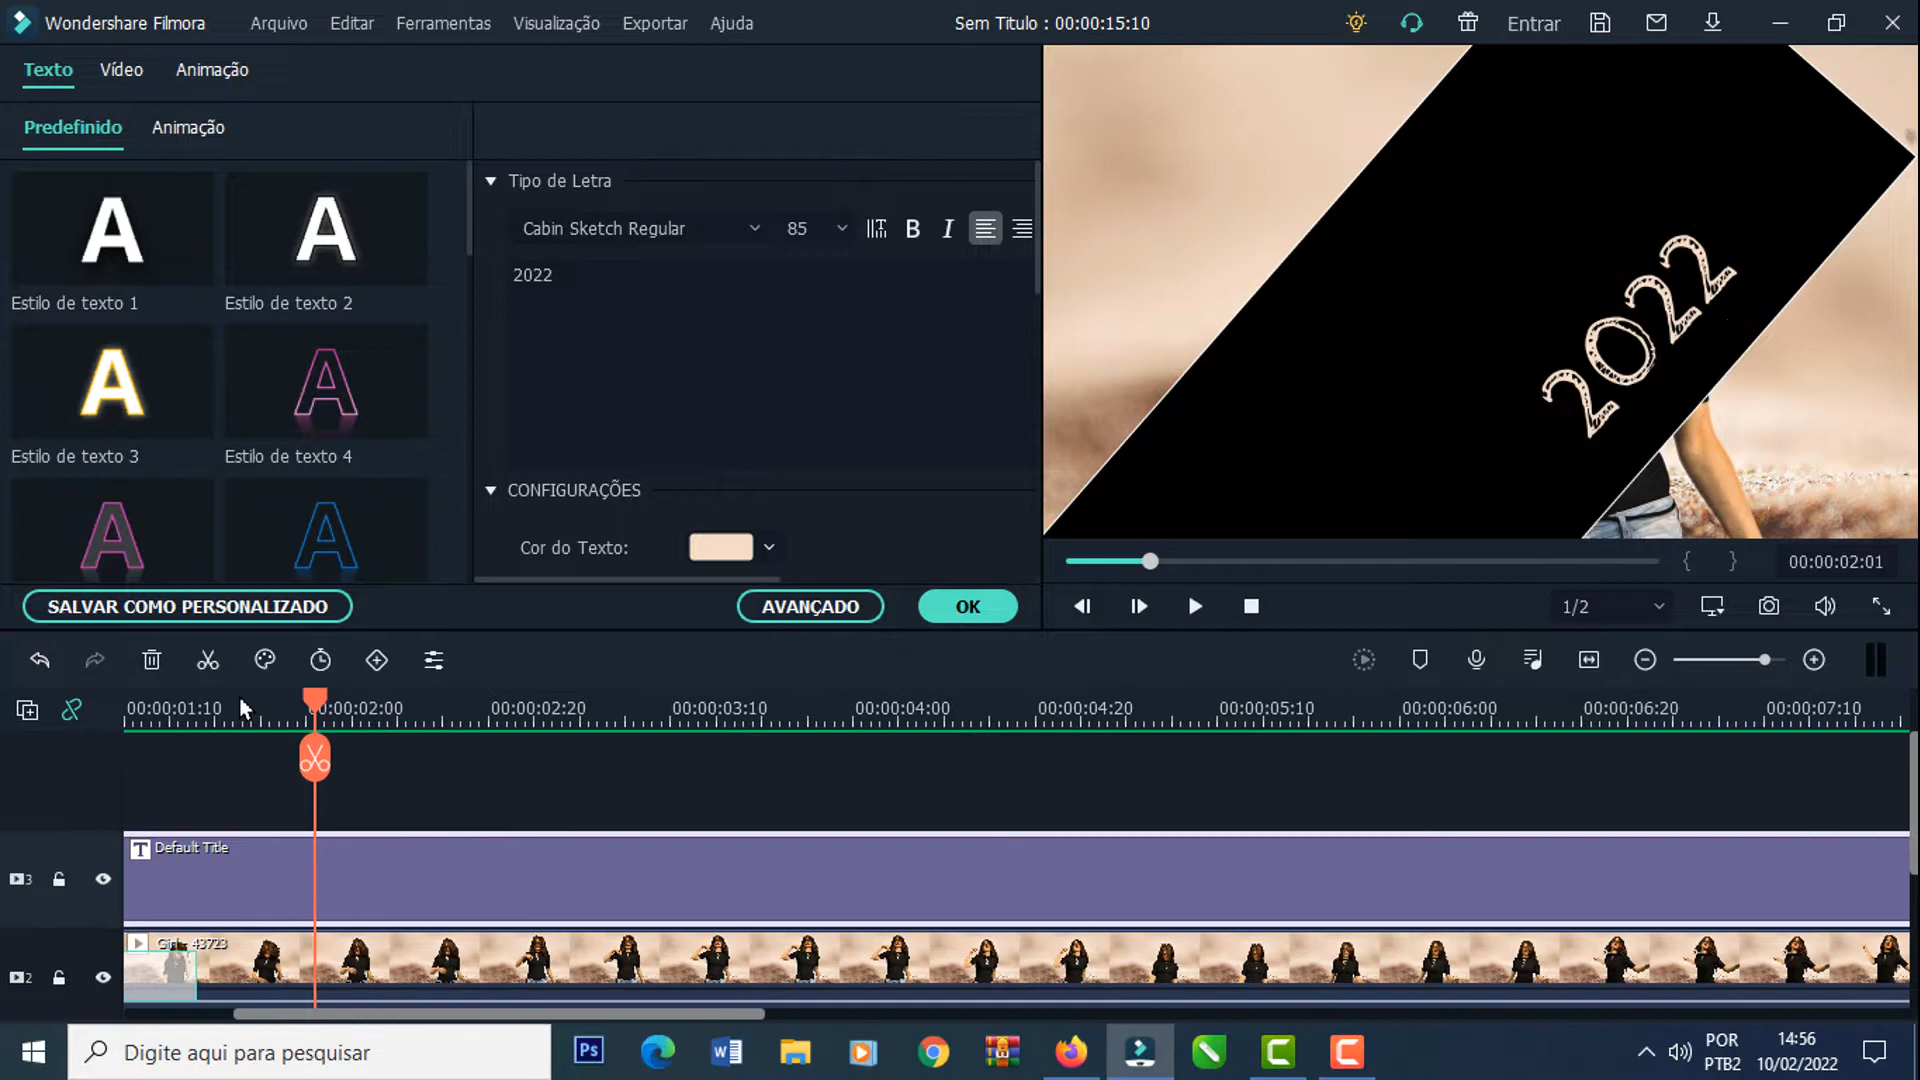 Wondershare Filmora Arquivo Editar Ferramentas Visualização Exportar Ajuda Sem Titulo : 00:00:15:10 Entrar
Texto Vídeo Animação
Predefinido Animação
A A
Estilo de texto 1 Estilo de texto 2
A A
Estilo de texto 3 Estilo de texto 4
A A
Tipo de Letra
Cabin Sketch Regular 85 B I
2022
CONFIGURAÇÕES
Cor do Texto:
SALVAR COMO PERSONALIZADO AVANÇADO OK
2022
{ } 00:00:02:01
1/2
00:00:01:10 00:00:02:00 00:00:02:20 00:00:03:10 00:00:04:00 00:00:04:20 00:00:05:10 00:00:06:00 00:00:06:20 00:00:07:10
T Default Title
3
Girl - 43723
2
Digite aqui para pesquisar
Ps
POR
PTB2
14:56
10/02/2022